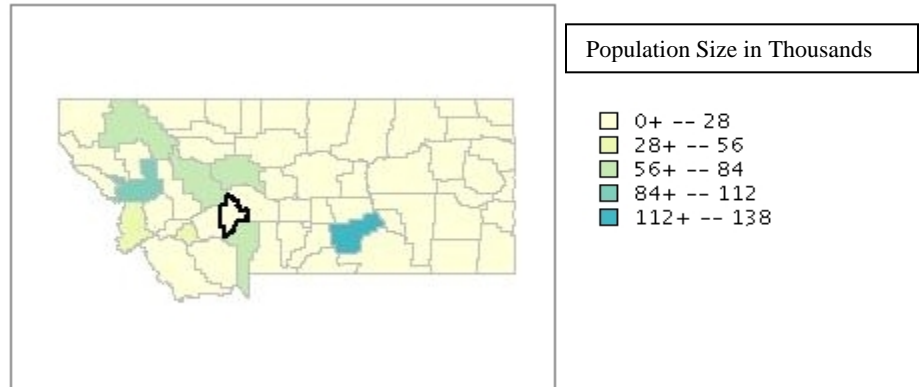 Population Size in Thousands
0+ -- 28
28+ -- 56
56+ -- 84
84+ -- 112
112+ -- 138